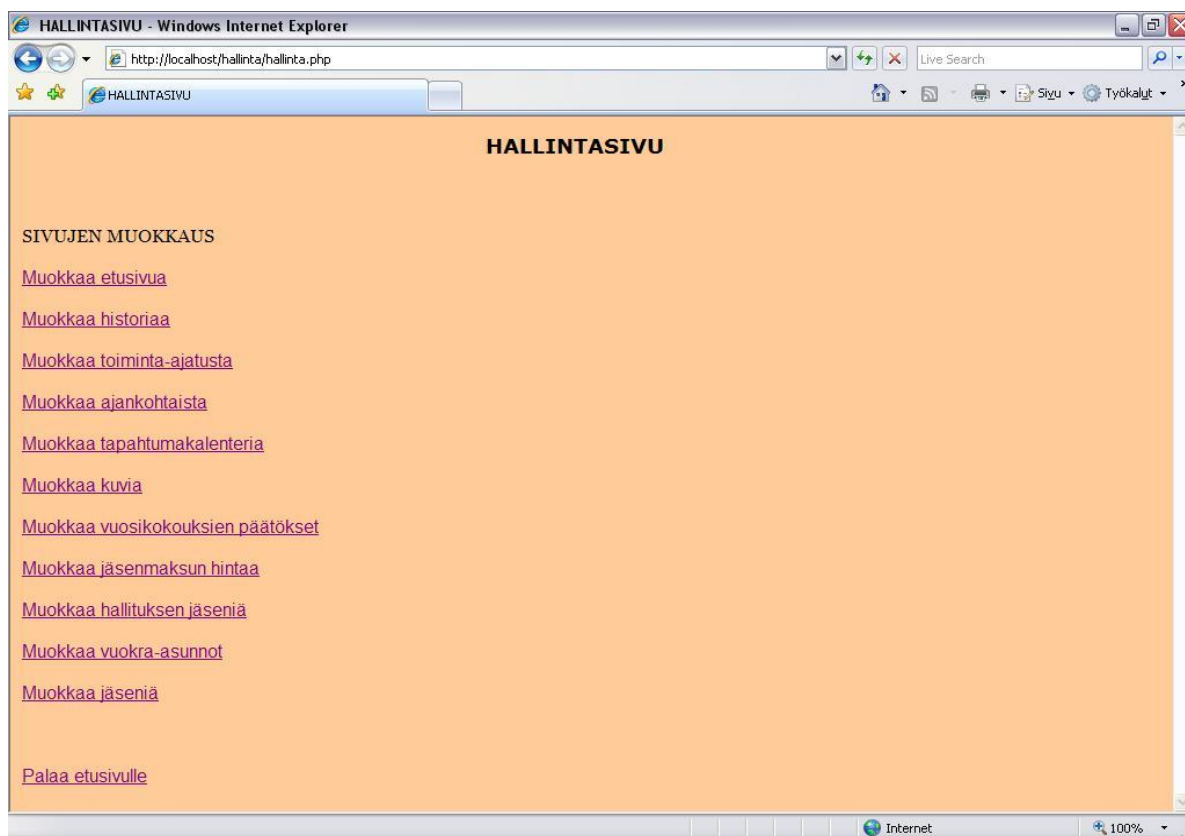 HALLINTASIVU - Windows Internet Explorer
http://localhost/hallinta/hallinta.php
Live Search
HALLINTASIVU
Sivu
Työkalut
HALLINTASIVU
SIVUJEN MUOKKAUS
Muokkaa etusivua
Muokkaa historiaa
Muokkaa toiminta-ajatusta
Muokkaa ajankohtaista
Muokkaa tapahtumakalenteria
Muokkaa kuvia
Muokkaa vuosikokouksien päätökset
Muokkaa jäsenmaksun hintaa
Muokkaa hallituksen jäseniä
Muokkaa vuokra-asunnot
Muokkaa jäseniä
Palaa etusivulle
Internet
100%